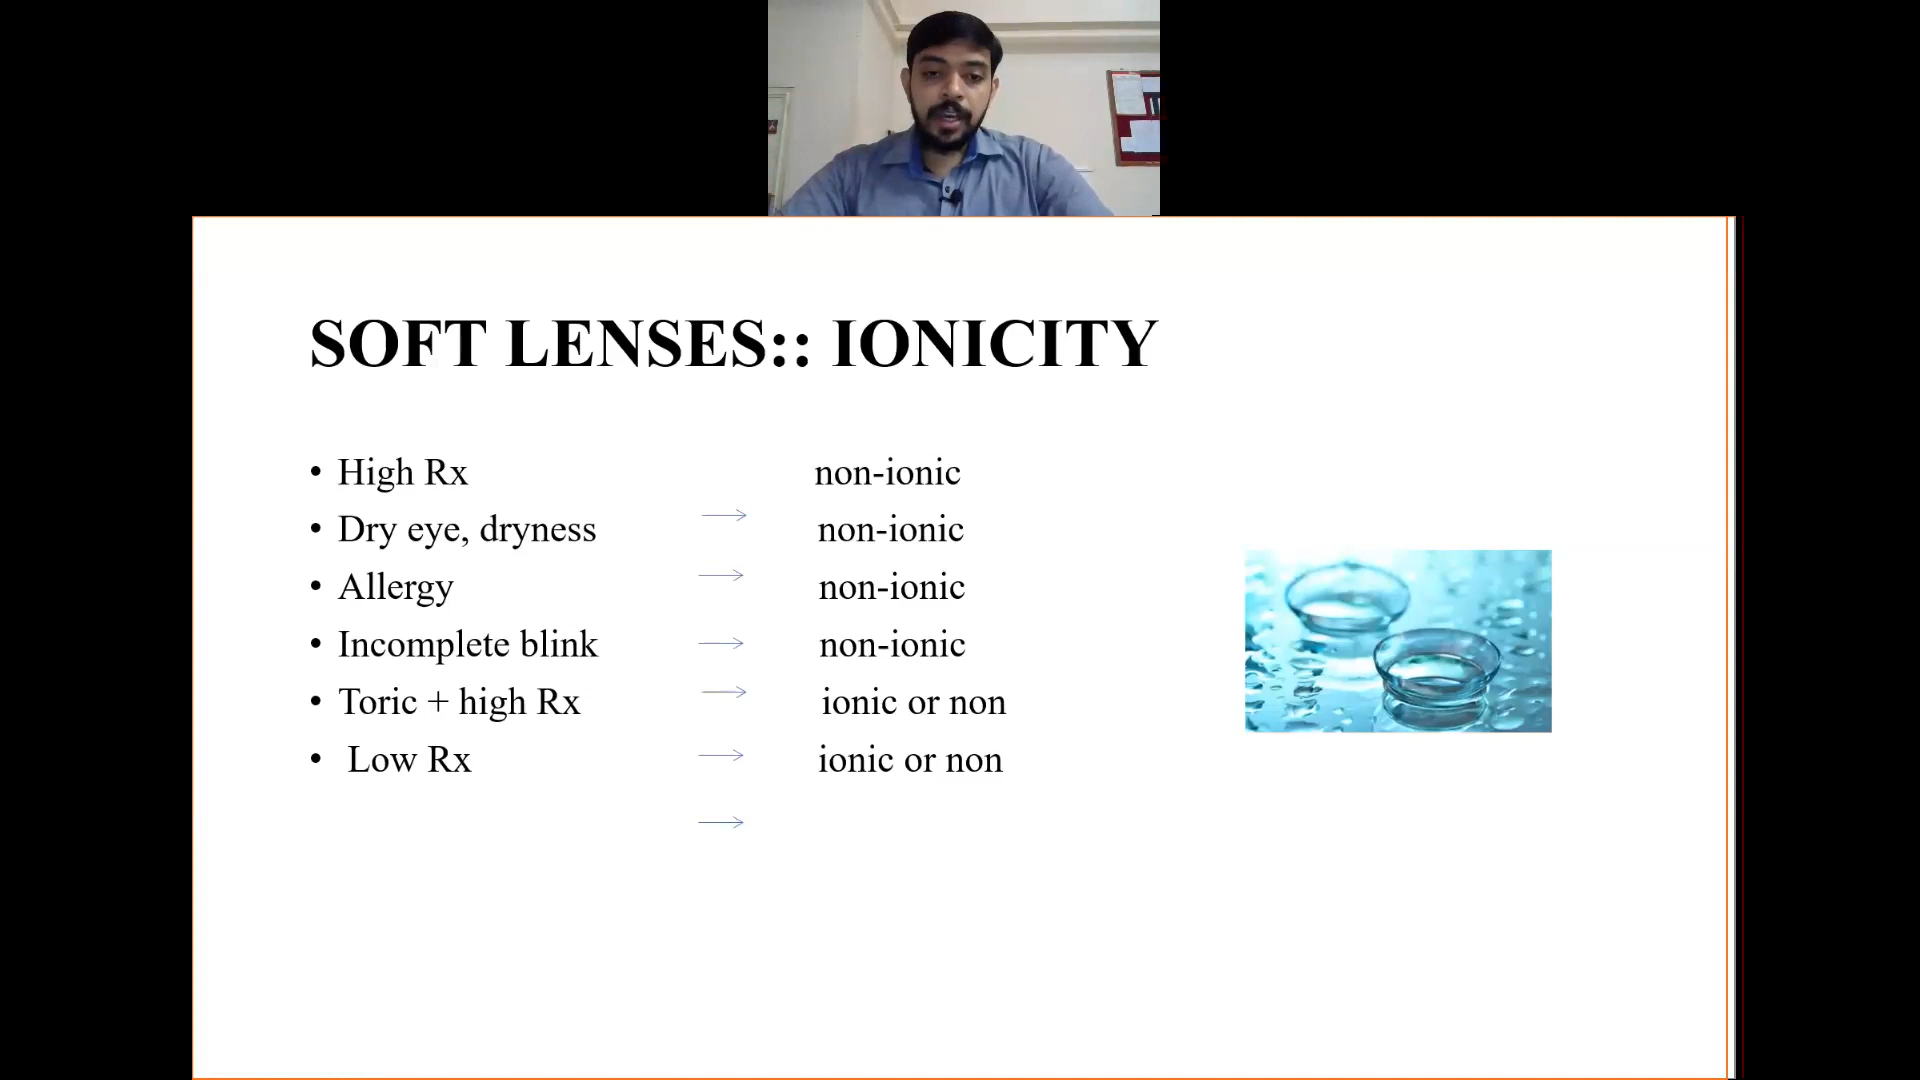 SOFT LENSES:: IONICITY
• High Rx non-ionic
• Dry eye, dryness non-ionic
• Allergy non-ionic
• Incomplete blink non-ionic
• Toric + high Rx ionic or non
• Low Rx ionic or non